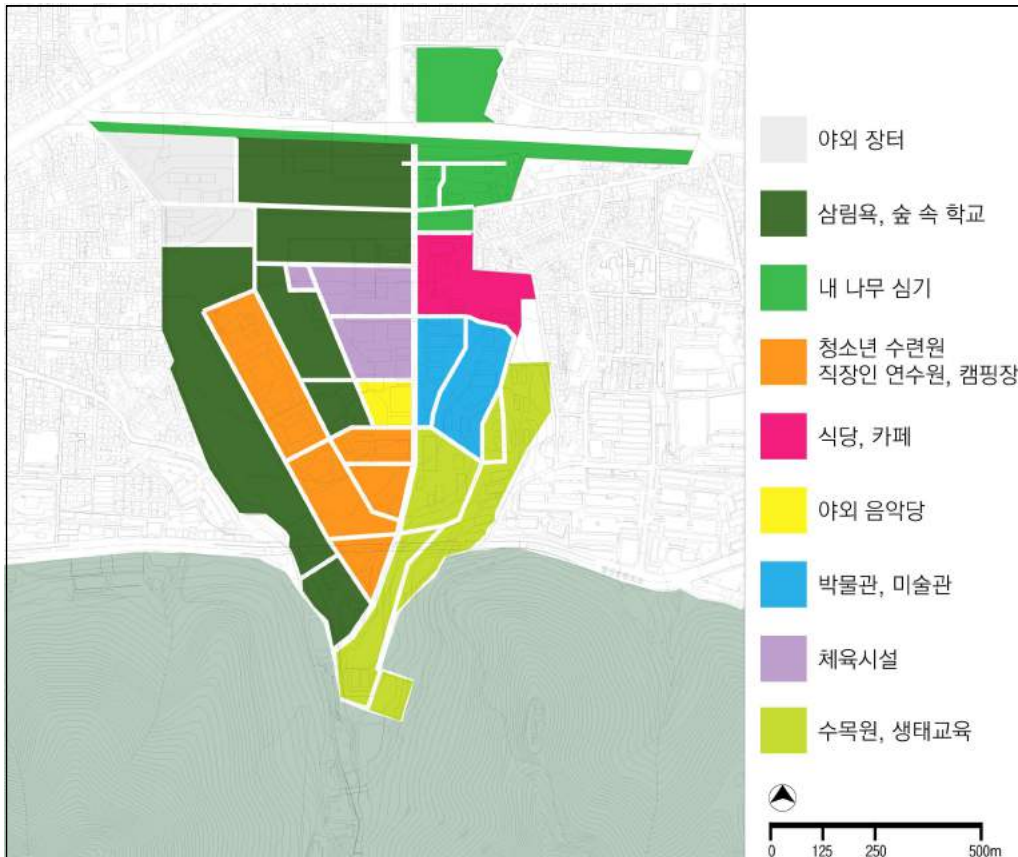 야외 장터
삼림욕, 숲 속 학교
내 나무 심기
청소년 수련원
직장인 연수원, 캠핑장
식당, 카페
야외 음악당
박물관, 미술관
체육시설
수목원, 생태교육
0 125 250 500m